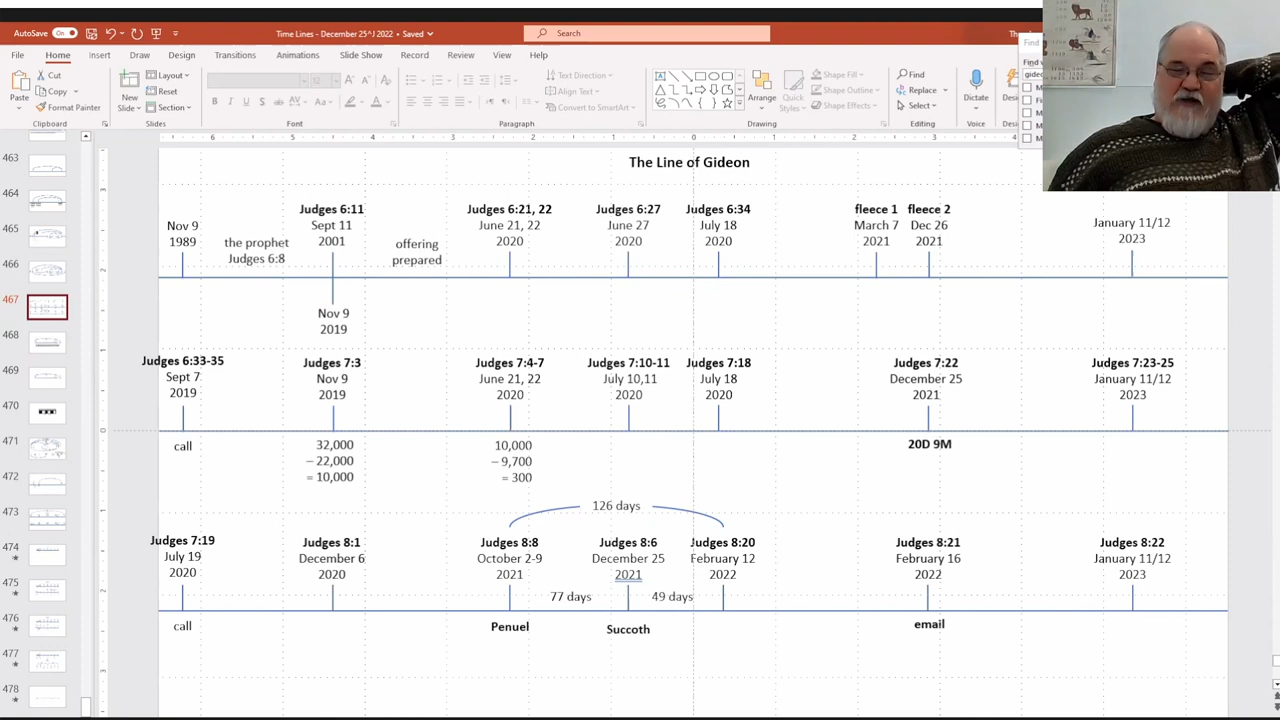 AutoSave On Time Lines - December 25^J 2022 • Saved Search
File Home Insert Draw Design Transitions Animations Slide Show Record Review View Help
Paste Cut Copy Format Painter
Clipboard
New Slide Layout Reset Section
Slides
Font
Text Direction Align Text Convert to SmartArt
Paragraph
Arrange Quick Styles Shape Fill Shape Outline Shape Effects
Drawing
Find Replace Select
Editing
Dictate
Voice
Find
463
464
465
466
467
468
469
470
471
472
473
474
475
476
477
478
6 5 4 3 2 1 0 1 2 3
The Line of Gideon
Nov 9
1989
the prophet
Judges 6:8
Judges 6:11
Sept 11
2001
Nov 9
2019
offering
prepared
Judges 6:21, 22
June 21, 22
2020
Judges 6:27
June 27
2020
Judges 6:34
July 18
2020
fleece 1
March 7
2021
fleece 2
Dec 26
2021
January 11/12
2023
Judges 6:33-35
Sept 7
2019
call
Judges 7:3
Nov 9
2019
32,000
– 22,000
= 10,000
Judges 7:4-7
June 21, 22
2020
10,000
– 9,700
= 300
Judges 7:10-11
July 10,11
2020
Judges 7:18
July 18
2020
Judges 7:22
December 25
2021
20D 9M
Judges 7:23-25
January 11/12
2023
126 days
Judges 7:19
July 19
2020
call
Judges 8:1
December 6
2020
Judges 8:8
October 2-9
2021
Penuel
77 days
Judges 8:6
December 25
2021
Succoth
49 days
Judges 8:20
February 12
2022
Judges 8:21
February 16
2022
email
Judges 8:22
January 11/12
2023